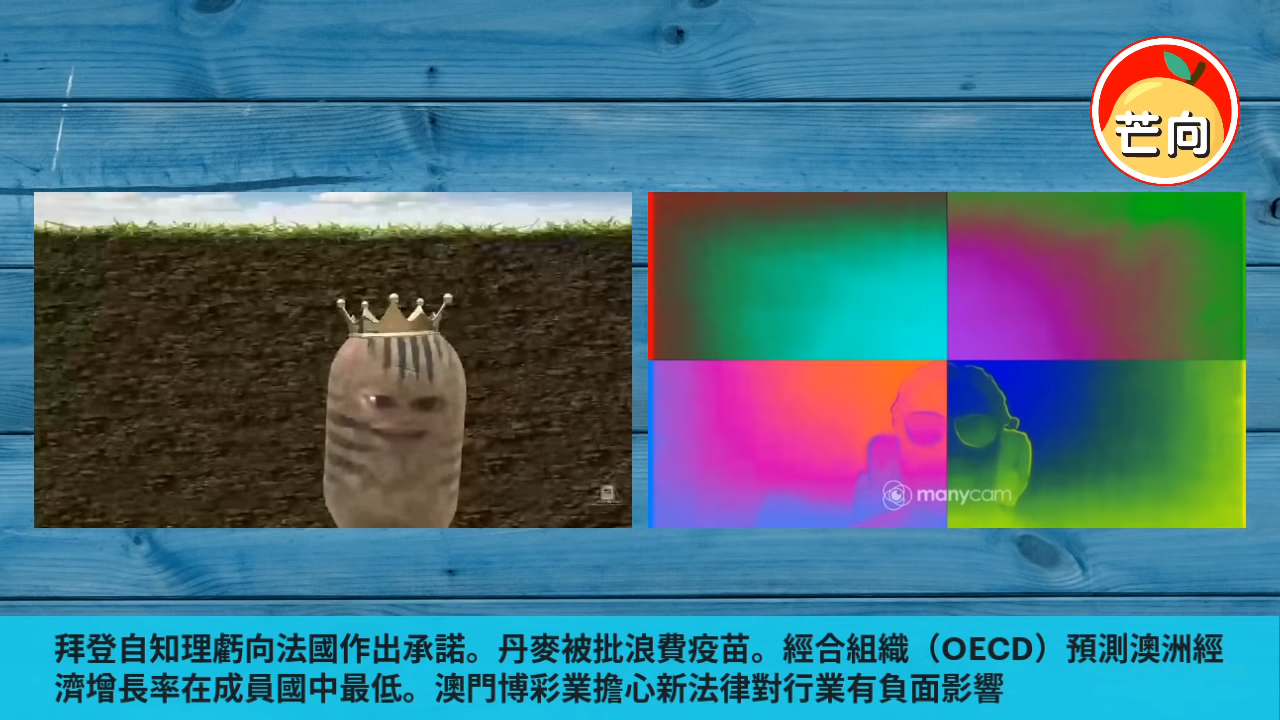 芒向
manycam
拜登自知理虧向法國作出承諾。丹麥被批浪費疫苗。經合組織（OECD）預測澳洲經
濟增長率在成員國中最低。澳門博彩業擔心新法律對行業有負面影響